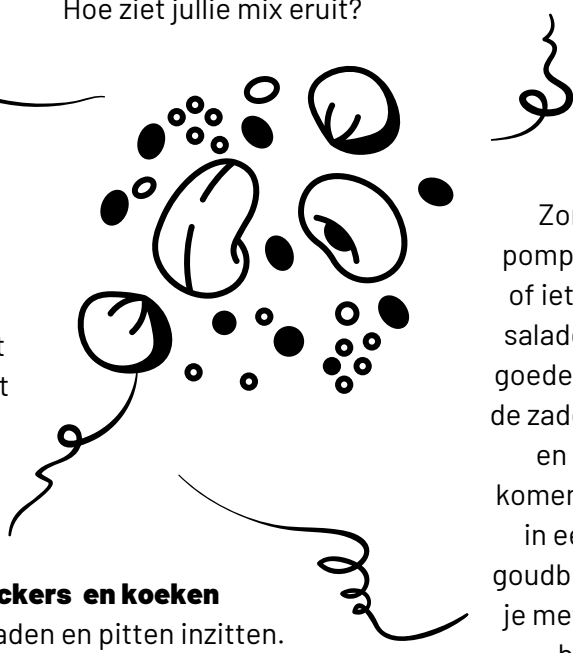 Hoe ziet jullie mix eruit?
t
t
ckers en koeken
aden en pitten inzitten.
Zo
pomp
of iet
salad
goede
de zad
en
komen
in e
goudb
je me